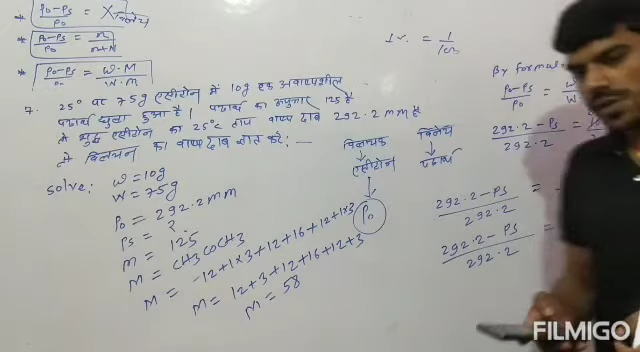 * P₀-Ps/P₀ = X विलेय
* P₀-Ps/P₀ = n/n+N
* P₀-Ps/P₀ = w·M/W·m
7. 25° पर 75g एसीटोन में 10g एक अवाष्पशील
पदार्थ घुला हुआ है। पदार्थ का अणुभार 125 है
तो शुद्ध एसीटोन का 25°C ताप वाष्प दाब 292.2 mm है
तो विलयन का वाष्प दाब ज्ञात करे:—
solve:
w = 10g
W = 75g
P₀ = 292.2 mm
Ps = ?
m = 125
M = CH3COCH3
M = 12+1×3+12+16+12+1×3
M = 12+3+12+16+12+3
M = 58
विलायक
↓
एसीटोन
↓
P₀
विलेय
↓
पदार्थ
1 = 1/100
By formal
P₀-Ps/P₀ = w/W
292.2-Ps/292.2 =
292.2-Ps/292.2 =
292.2-Ps/292.2 =
FILMIGO